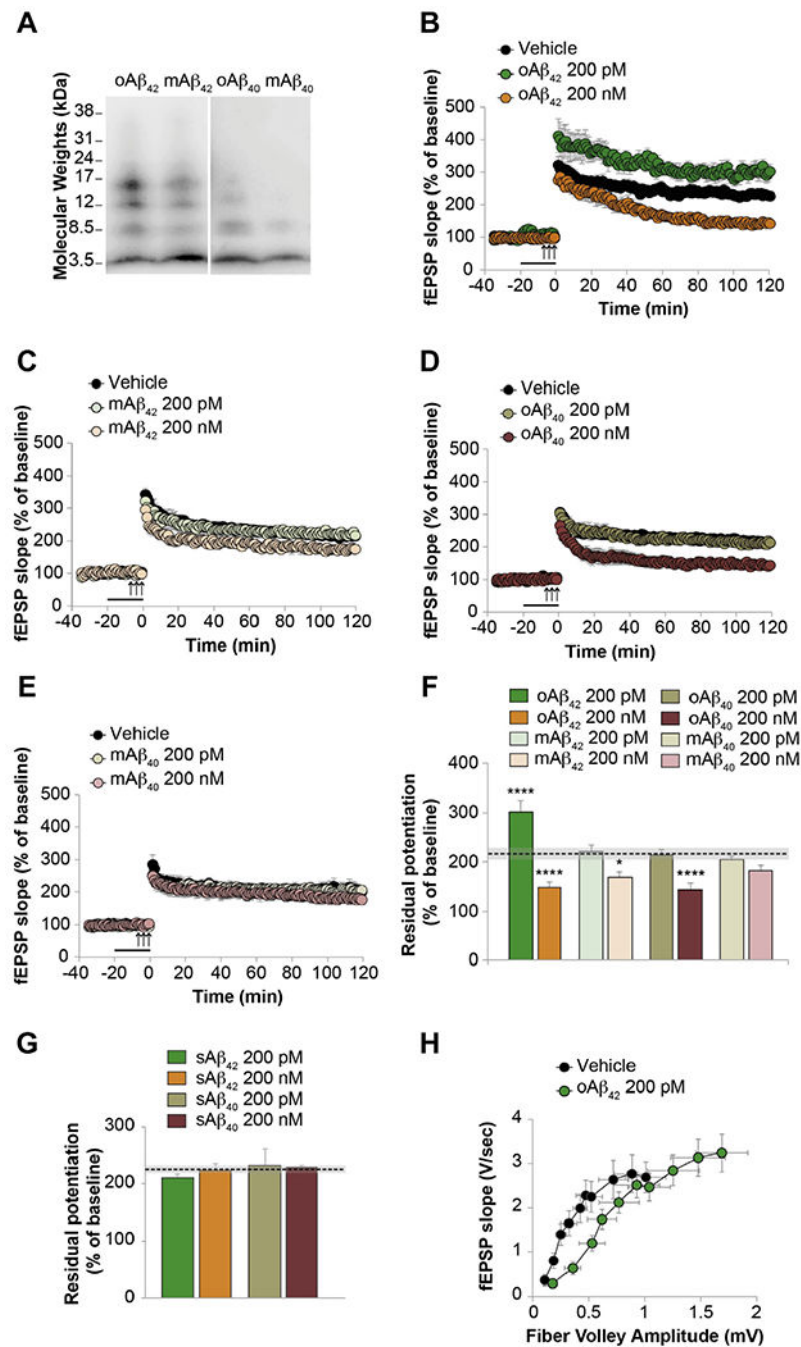 A
oAβ42 mAβ42 oAβ40 mAβ40
Molecular Weights (kDa)
38
31
24
17
12
8.5
3.5
B
Vehicle
oAβ42 200 pM
oAβ42 200 nM
fEPSP slope (% of baseline)
500
400
300
200
100
0
-40 -20 0 20 40 60 80 100 120
Time (min)
C
Vehicle
mAβ42 200 pM
mAβ42 200 nM
fEPSP slope (% of baseline)
500
400
300
200
100
0
-40 -20 0 20 40 60 80 100 120
Time (min)
D
Vehicle
oAβ40 200 pM
oAβ40 200 nM
fEPSP slope (% of baseline)
500
400
300
200
100
0
-40 -20 0 20 40 60 80 100 120
Time (min)
E
Vehicle
mAβ40 200 pM
mAβ40 200 nM
fEPSP slope (% of baseline)
500
400
300
200
100
0
-40 -20 0 20 40 60 80 100 120
Time (min)
F
oAβ42 200 pM oAβ40 200 pM
oAβ42 200 nM oAβ40 200 nM
mAβ42 200 pM mAβ40 200 pM
mAβ42 200 nM mAβ40 200 nM
Residual potentiation
(% of baseline)
400
300
200
100
0
****
****
*
****
G
sAβ42 200 pM
sAβ42 200 nM
sAβ40 200 pM
sAβ40 200 nM
Residual potentiation
(% of baseline)
300
200
100
0
H
Vehicle
oAβ42 200 pM
fEPSP slope (V/sec)
4
3
2
1
0
0 0.5 1 1.5 2
Fiber Volley Amplitude (mV)